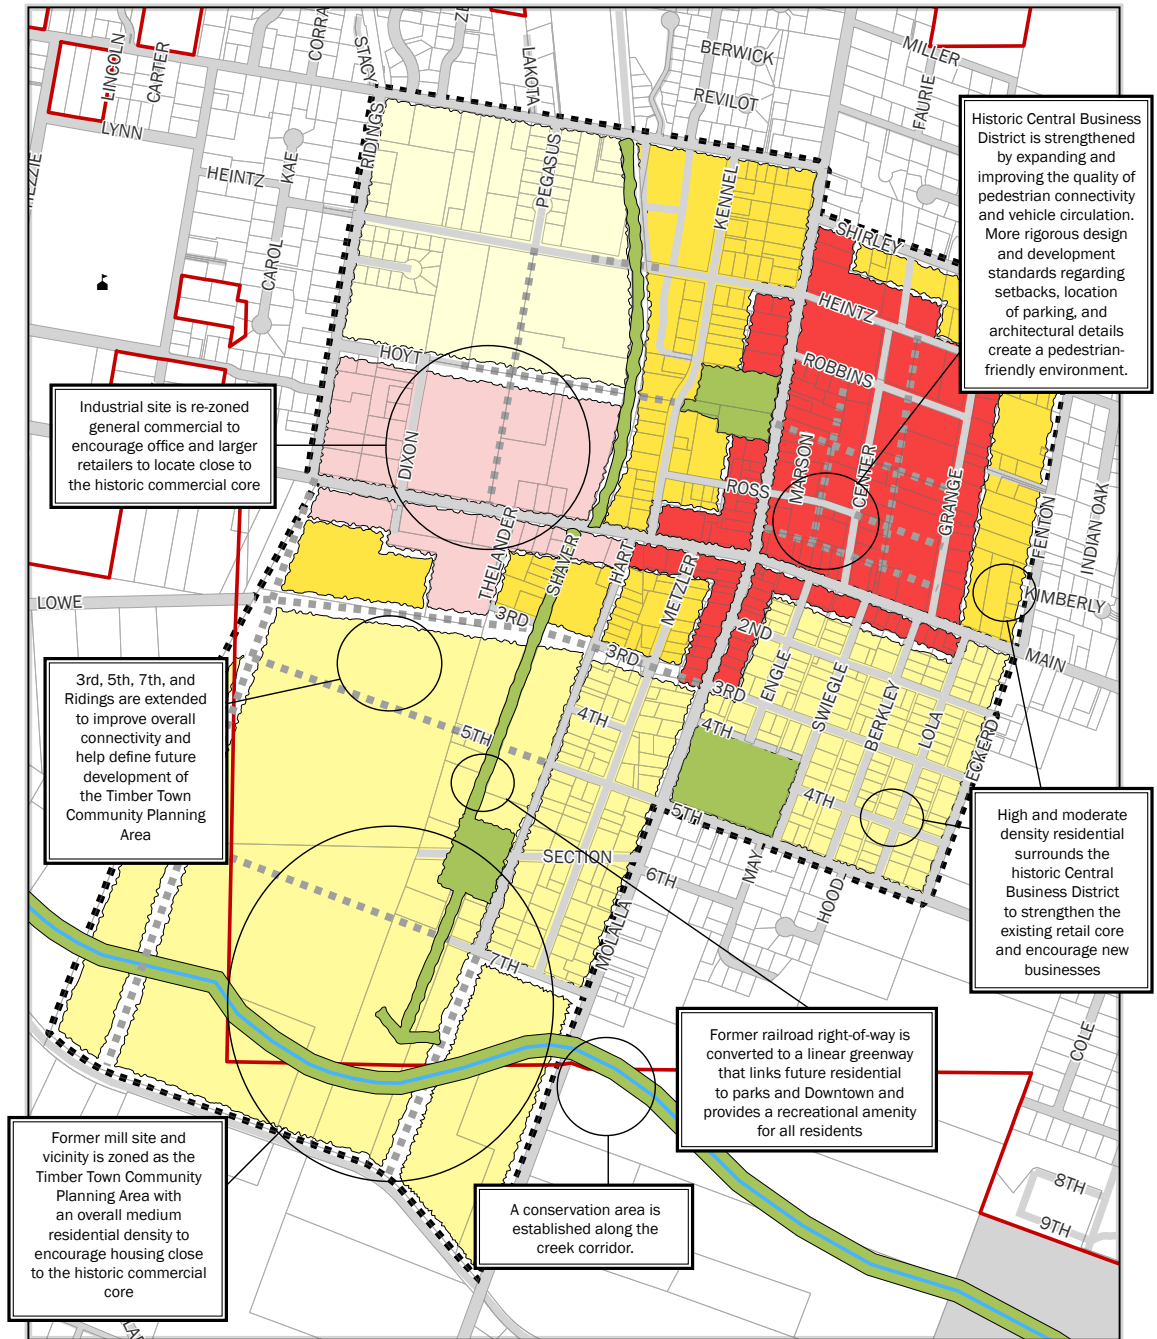 LINCOLN
CARTER
CORRA
STACY
ZE
LAKOTA
BERWICK
REVILOT
MILLER
FAURIE
LYNN
HEINTZ
KAE
RIDINGS
PEGASUS
KENNEL
CAROL
SHIRLEY
HEINTZ
ROBBINS
HOYT
DIXON
MARSON
CENTER
GRANGE
ROSS
FENTON
INDIAN OAK
KIMBERLY
MAIN
LOWE
THELANDER
SHAVER
HART
METZLER
3RD
3RD
2ND
3RD
ENGLE
SWIEGLE
BERKLEY
LOLA
ECKERD
4TH
4TH
4TH
5TH
5TH
SECTION
6TH
MAY
HOOD
MOLALLA
7TH
COLE
8TH
9TH
Historic Central Business
District is strengthened
by expanding and
improving the quality of
pedestrian connectivity
and vehicle circulation.
More rigorous design
and development
standards regarding
setbacks, location
of parking, and
architectural details
create a pedestrian-
friendly environment.
Industrial site is re-zoned
general commercial to
encourage office and larger
retailers to locate close to
the historic commercial core
3rd, 5th, 7th, and
Ridings are extended
to improve overall
connectivity and
help define future
development of
the Timber Town
Community Planning
Area
High and moderate
density residential
surrounds the
historic Central
Business District
to strengthen the
existing retail core
and encourage new
businesses
Former railroad right-of-way is
converted to a linear greenway
that links future residential
to parks and Downtown and
provides a recreational amenity
for all residents
Former mill site and
vicinity is zoned as the
Timber Town Community
Planning Area with
an overall medium
residential density to
encourage housing close
to the historic commercial
core
A conservation area is
established along the
creek corridor.